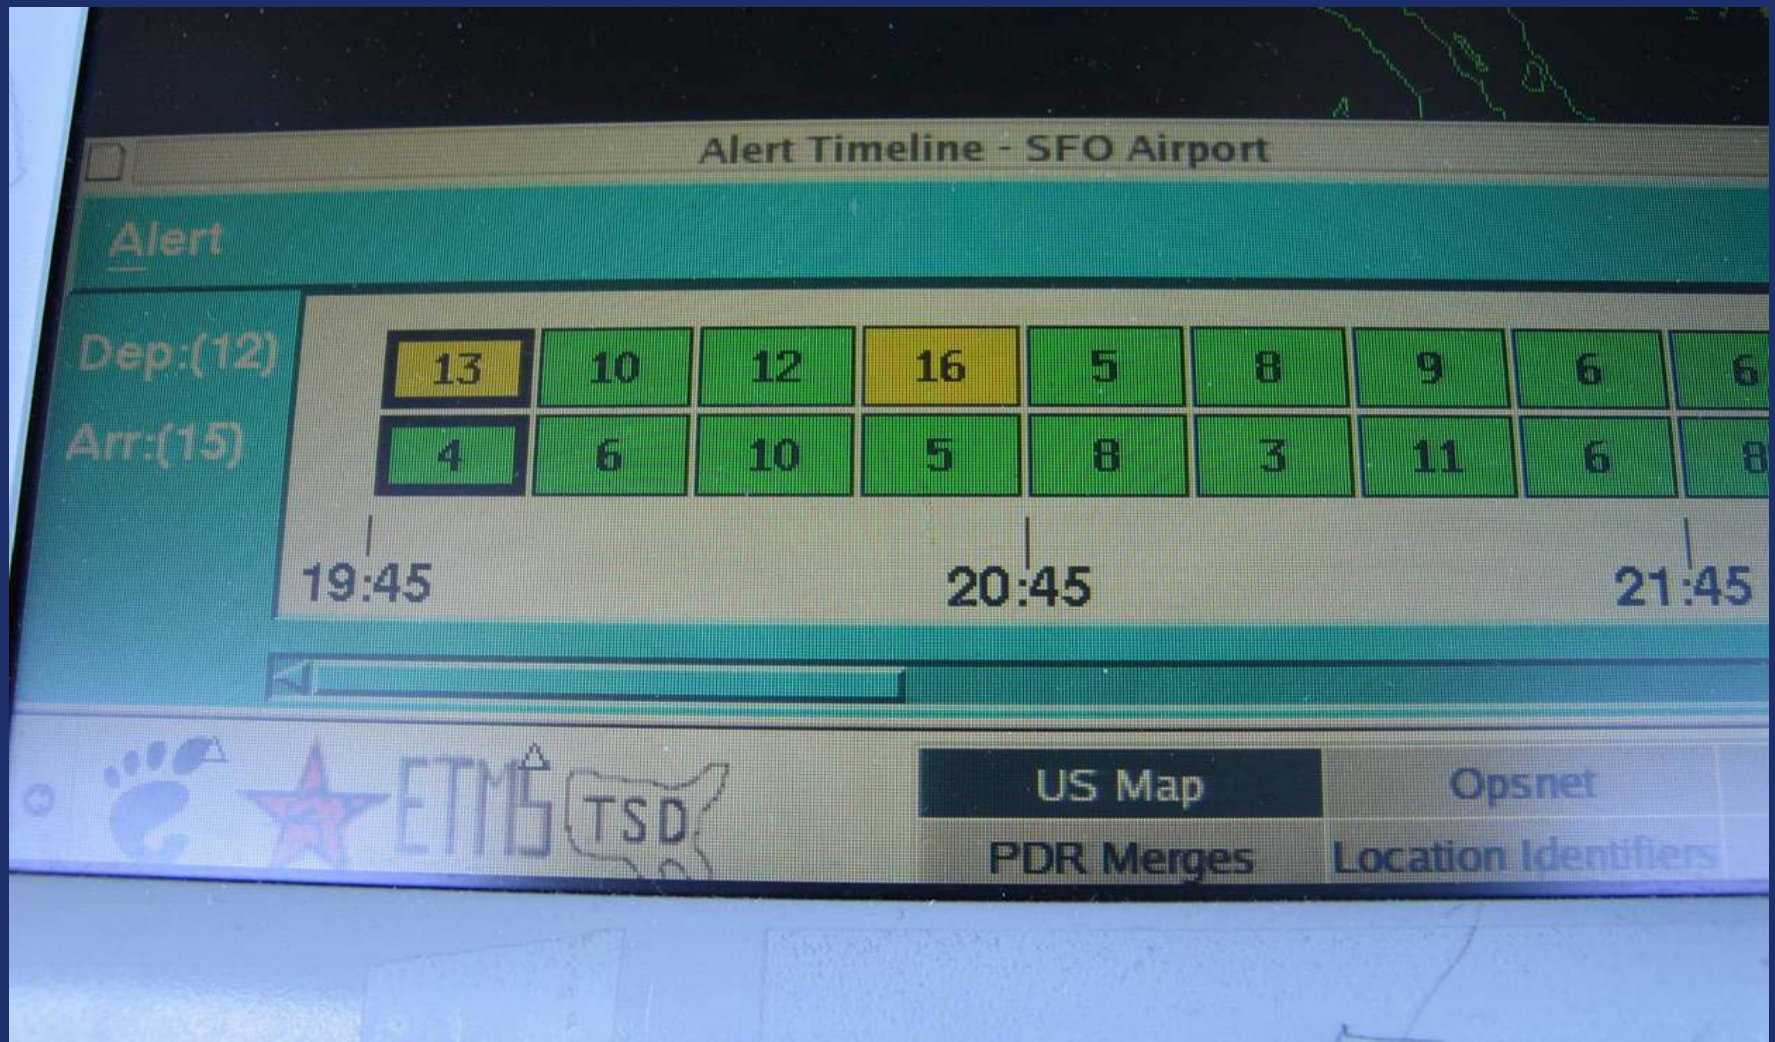 Alert Timeline - SFO Airport
Alert
Dep:(12) 13 10 12 16 5 8 9 6 6
Arr:(15) 4 6 10 5 8 3 11 6 8
19:45 20:45 21:45
ETMS TSD US Map Opsnet
PDR Merges Location Identifiers